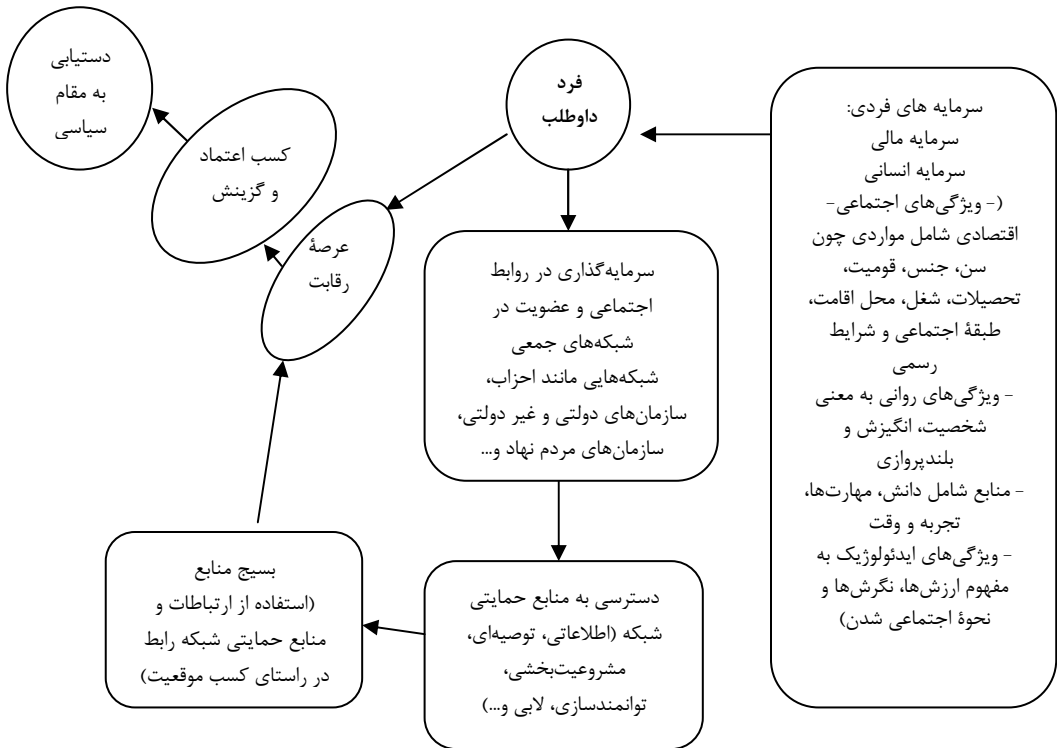 سرمایه های فردی:
سرمایه مالی
سرمایه انسانی
(- ویژگی‌های اجتماعی-
اقتصادی شامل مواردی چون
سن، جنس، قومیت،
تحصیلات، شغل، محل اقامت،
طبقۀ اجتماعی و شرایط
رسمی
- ویژگی‌های روانی به معنی
شخصیت، انگیزش و
بلندپروازی
- منابع شامل دانش، مهارت‌ها،
تجربه و وقت
- ویژگی‌های ایدئولوژیک به
مفهوم ارزش‌ها، نگرش‌ها و
نحوۀ اجتماعی شدن)
فرد
داوطلب
سرمایه‌گذاری در روابط
اجتماعی و عضویت در
شبکه‌های جمعی
شبکه‌هایی مانند احزاب،
سازمان‌های دولتی و غیر دولتی،
سازمان‌های مردم نهاد و...
دسترسی به منابع حمایتی
شبکه (اطلاعاتی، توصیه‌ای،
مشروعیت‌بخشی،
توانمندسازی، لابی و...)
بسیج منابع
(استفاده از ارتباطات و
منابع حمایتی شبکه رابط
در راستای کسب موقعیت)
عرصۀ
رقابت
کسب اعتماد
و گزینش
دستیابی
به مقام
سیاسی